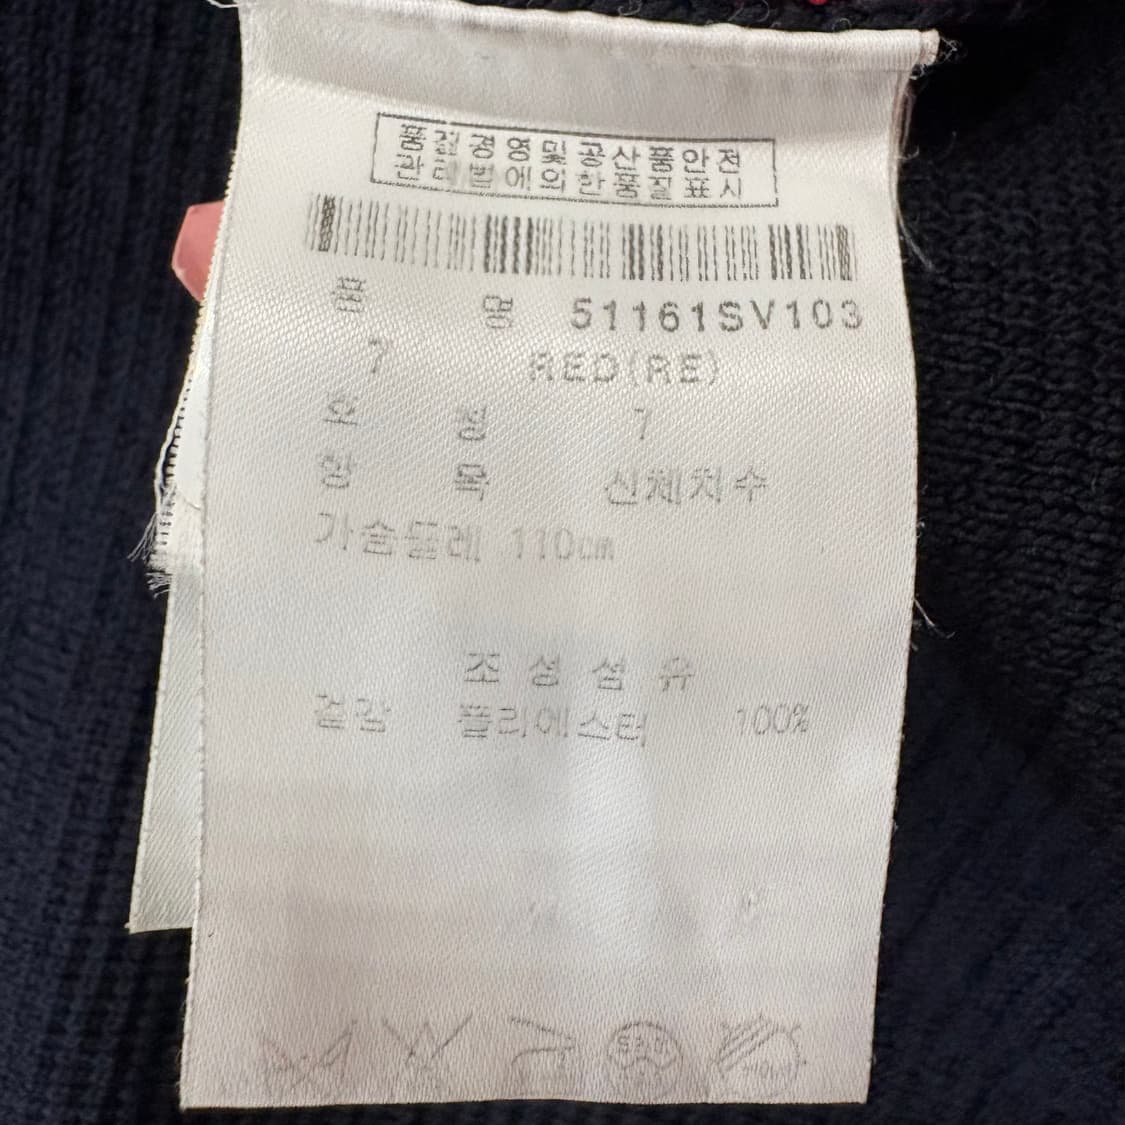 품질경영및공산품안전
관리법에의한품질표시
품 명 51161SV103
7 RED(RE)
호 칭 7
항 목 신체치수
가슴둘레 110cm
조 성 섬 유
겉감 폴리에스터 100%